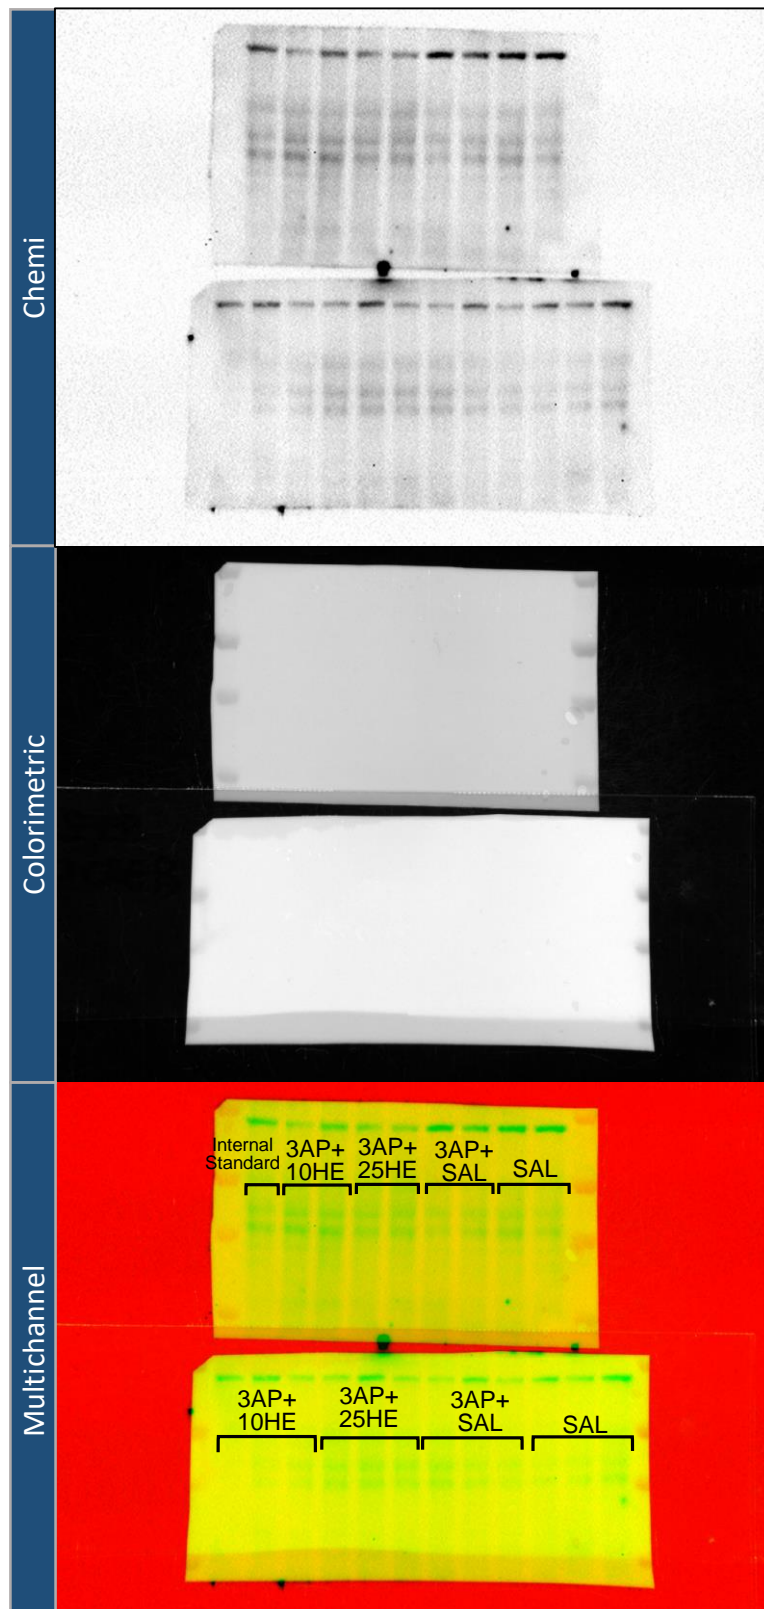 Chemi
Colorimetric
Multichannel
Internal
Standard
3AP+
10HE
3AP+
25HE
3AP+
SAL
SAL
3AP+
10HE
3AP+
25HE
3AP+
SAL
SAL